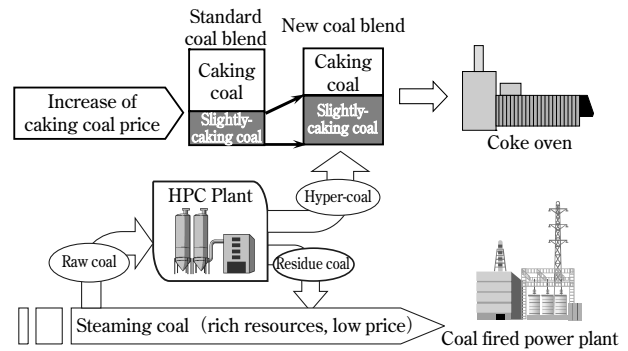 Standard
coal blend
New coal blend
Caking
coal
Caking
coal
Increase of
caking coal price
Slightly-
caking coal
Slightly-
caking coal
Coke oven
HPC Plant
Hyper-coal
Raw coal
Residue coal
Steaming coal (rich resources, low price)
Coal fired power plant